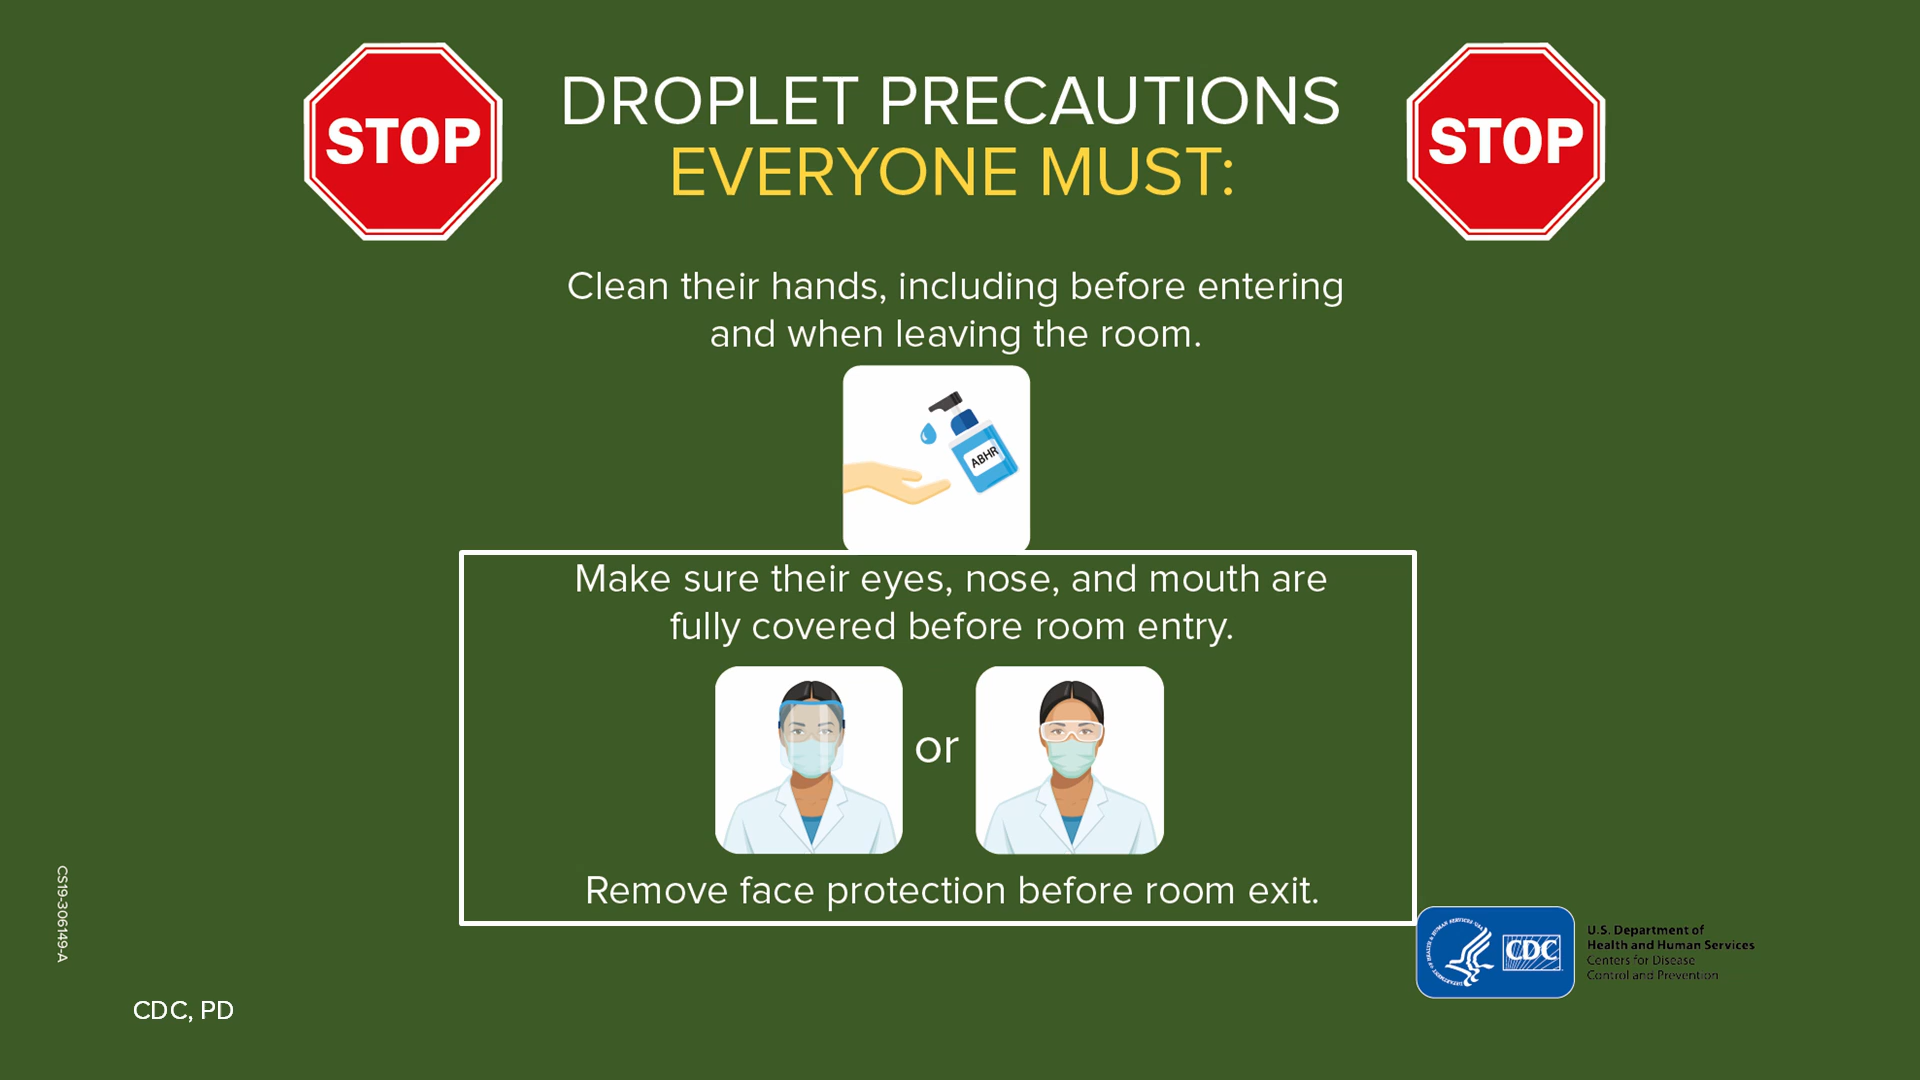 STOP
DROPLET PRECAUTIONS
EVERYONE MUST:
STOP
Clean their hands, including before entering
and when leaving the room.
ABHR
Make sure their eyes, nose, and mouth are
fully covered before room entry.
or
Remove face protection before room exit.
CS19-306149-A
CDC
U.S. Department of
Health and Human Services
Centers for Disease
Control and Prevention
CDC, PD